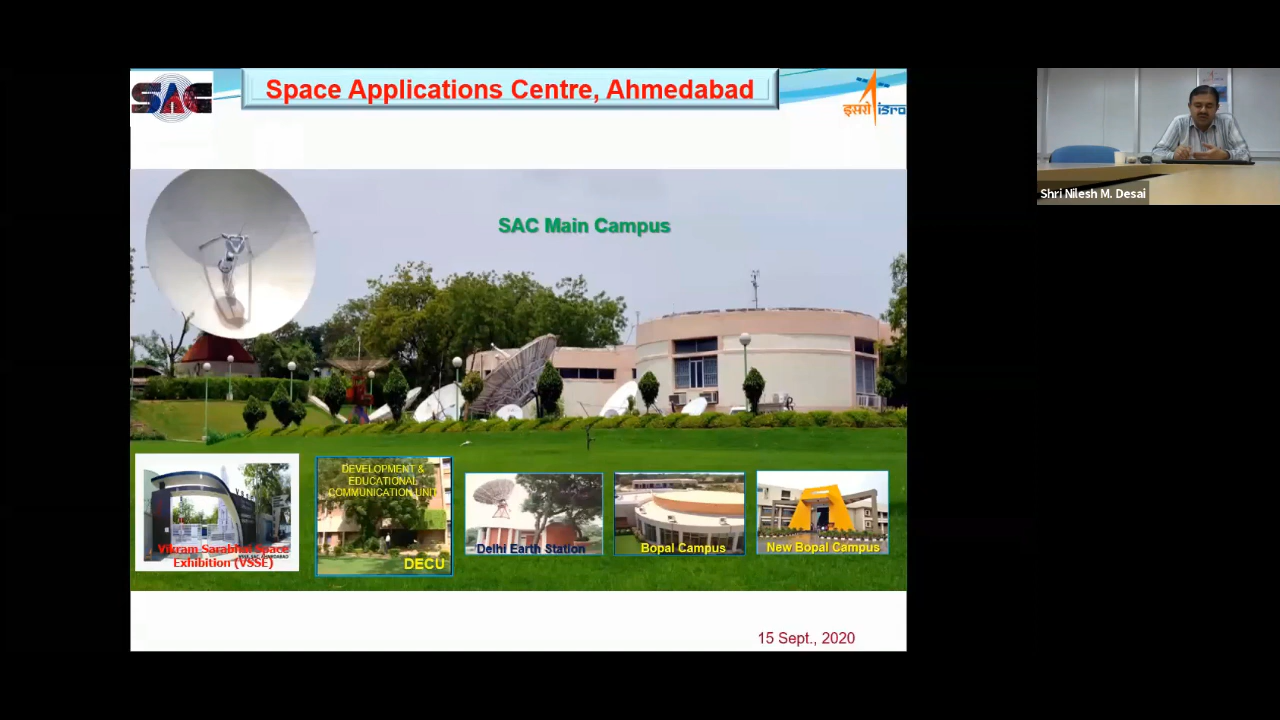 SAC
Space Applications Centre, Ahmedabad
इसरो isro
Shri Nilesh M. Desai
SAC Main Campus
DEVELOPMENT &
EDUCATIONAL
COMMUNICATION UNIT
Vikram Sarabhai Space
Exhibition (VSSE)
DECU
Delhi Earth Station
Bopal Campus
New Bopal Campus
15 Sept., 2020